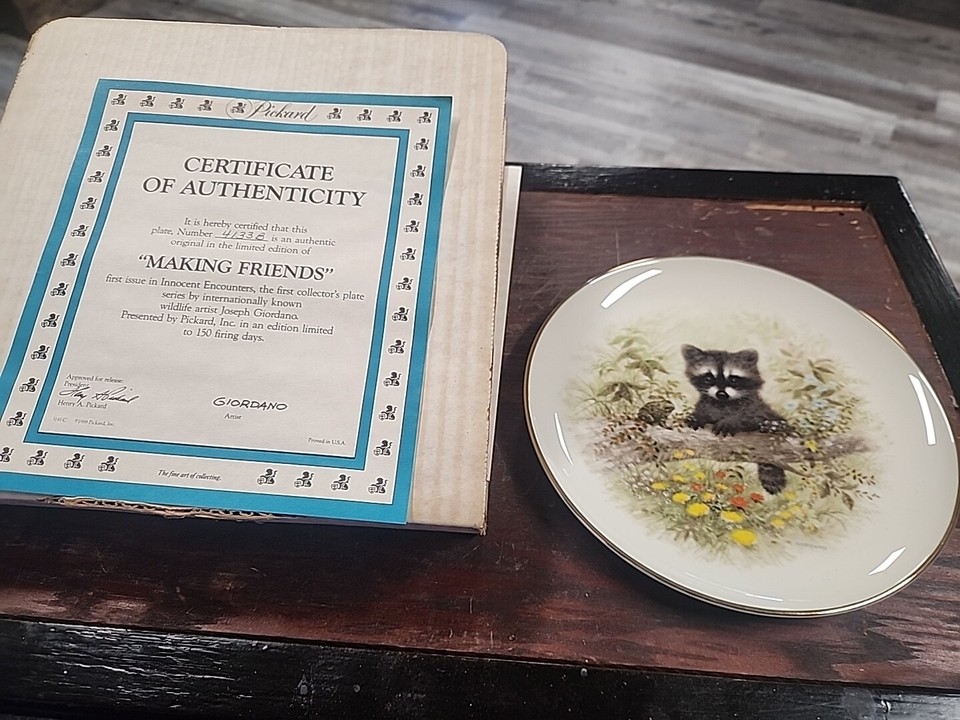 Pickard
CERTIFICATE
OF AUTHENTICITY
It is hereby certified that this
plate, Number 4133B is an authentic
original in the limited edition of
"MAKING FRIENDS"
first issue in Innocent Encounters, the first collector's plate
series by internationally known
wildlife artist Joseph Giordano.
Presented by Pickard, Inc. in an edition limited
to 150 firing days.
Approved for release:
President
Henry A. Pickard
GIORDANO
Artist
Pickard, Inc.
Printed in U.S.A.
The fine art of collecting.